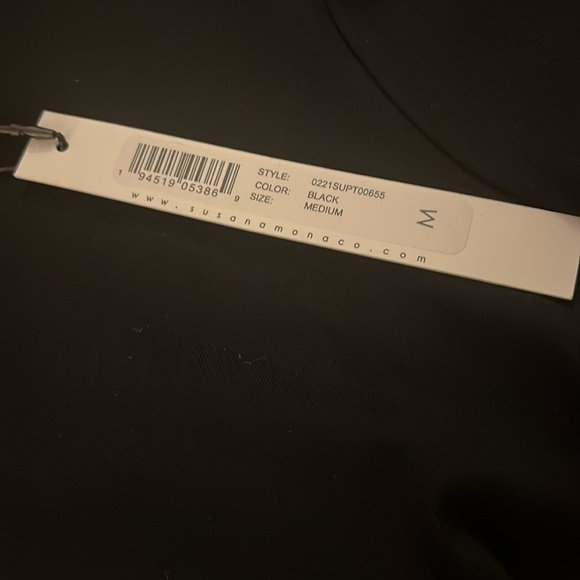 1 94519 05386 9
STYLE: 0221SUPT00655
COLOR: BLACK
SIZE: MEDIUM
M
www.susanamonaco.com